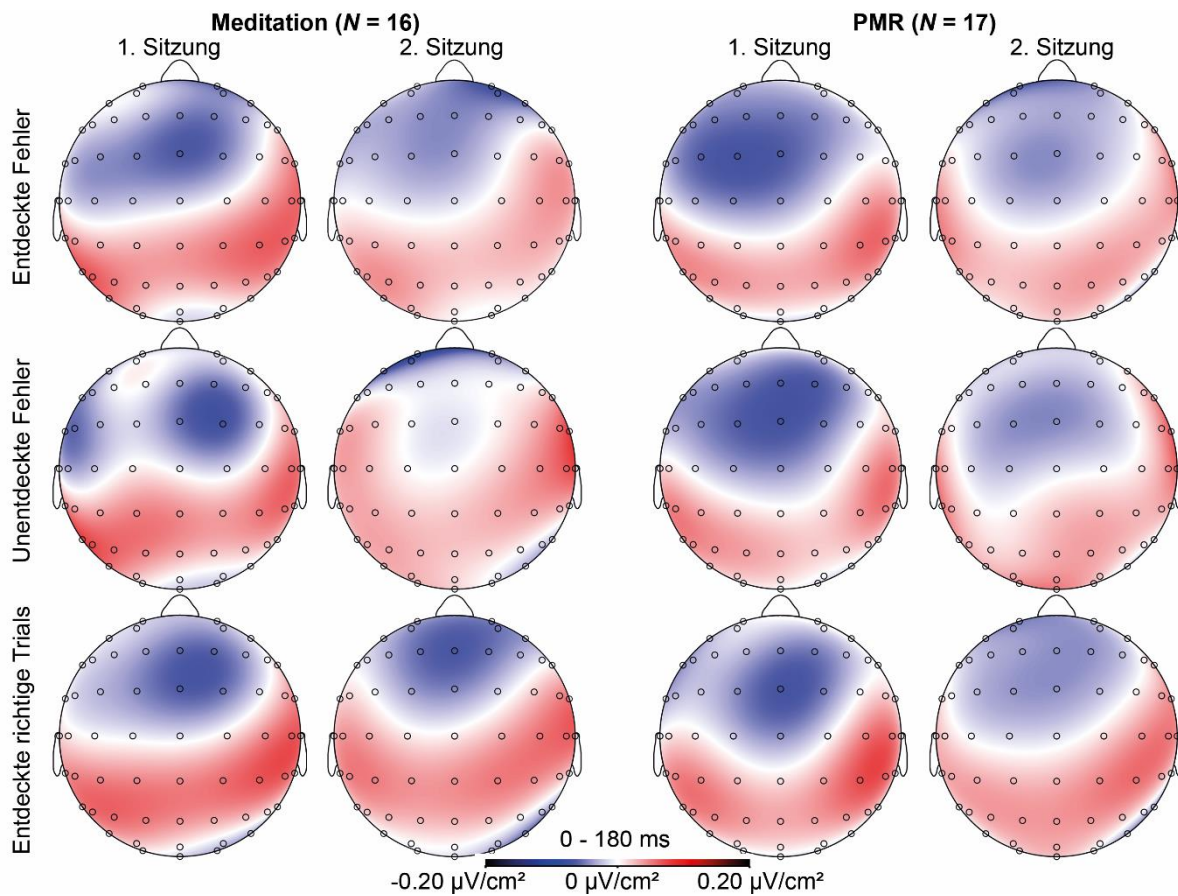 Meditation (N = 16)
PMR (N = 17)
1. Sitzung
2. Sitzung
1. Sitzung
2. Sitzung
Entdeckte Fehler
Unentdeckte Fehler
Entdeckte richtige Trials
0 - 180 ms
-0.20 µV/cm²
0 µV/cm²
0.20 µV/cm²